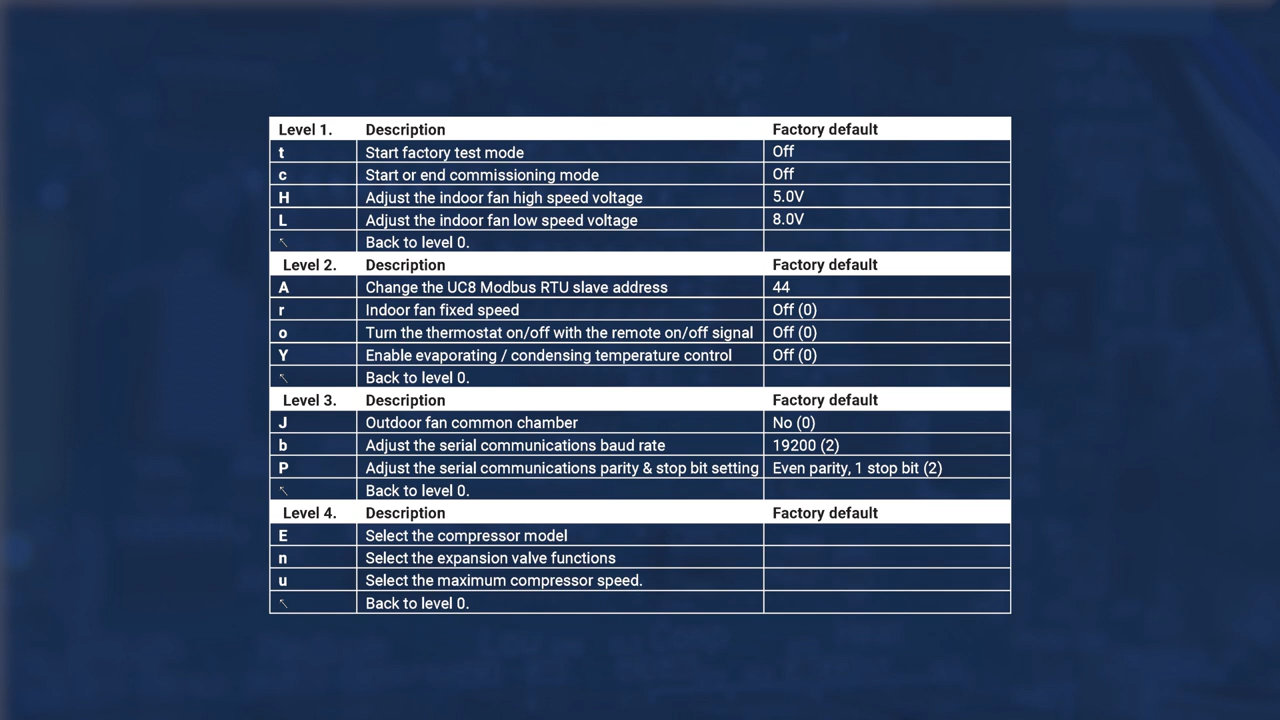 Level 1. Description Factory default
t Start factory test mode Off
c Start or end commissioning mode Off
H Adjust the indoor fan high speed voltage 5.0V
L Adjust the indoor fan low speed voltage 8.0V
↖ Back to level 0.
Level 2. Description Factory default
A Change the UC8 Modbus RTU slave address 44
r Indoor fan fixed speed Off (0)
o Turn the thermostat on/off with the remote on/off signal Off (0)
Y Enable evaporating / condensing temperature control Off (0)
↖ Back to level 0.
Level 3. Description Factory default
J Outdoor fan common chamber No (0)
b Adjust the serial communications baud rate 19200 (2)
P Adjust the serial communications parity & stop bit setting Even parity, 1 stop bit (2)
↖ Back to level 0.
Level 4. Description Factory default
E Select the compressor model
n Select the expansion valve functions
u Select the maximum compressor speed.
↖ Back to level 0.